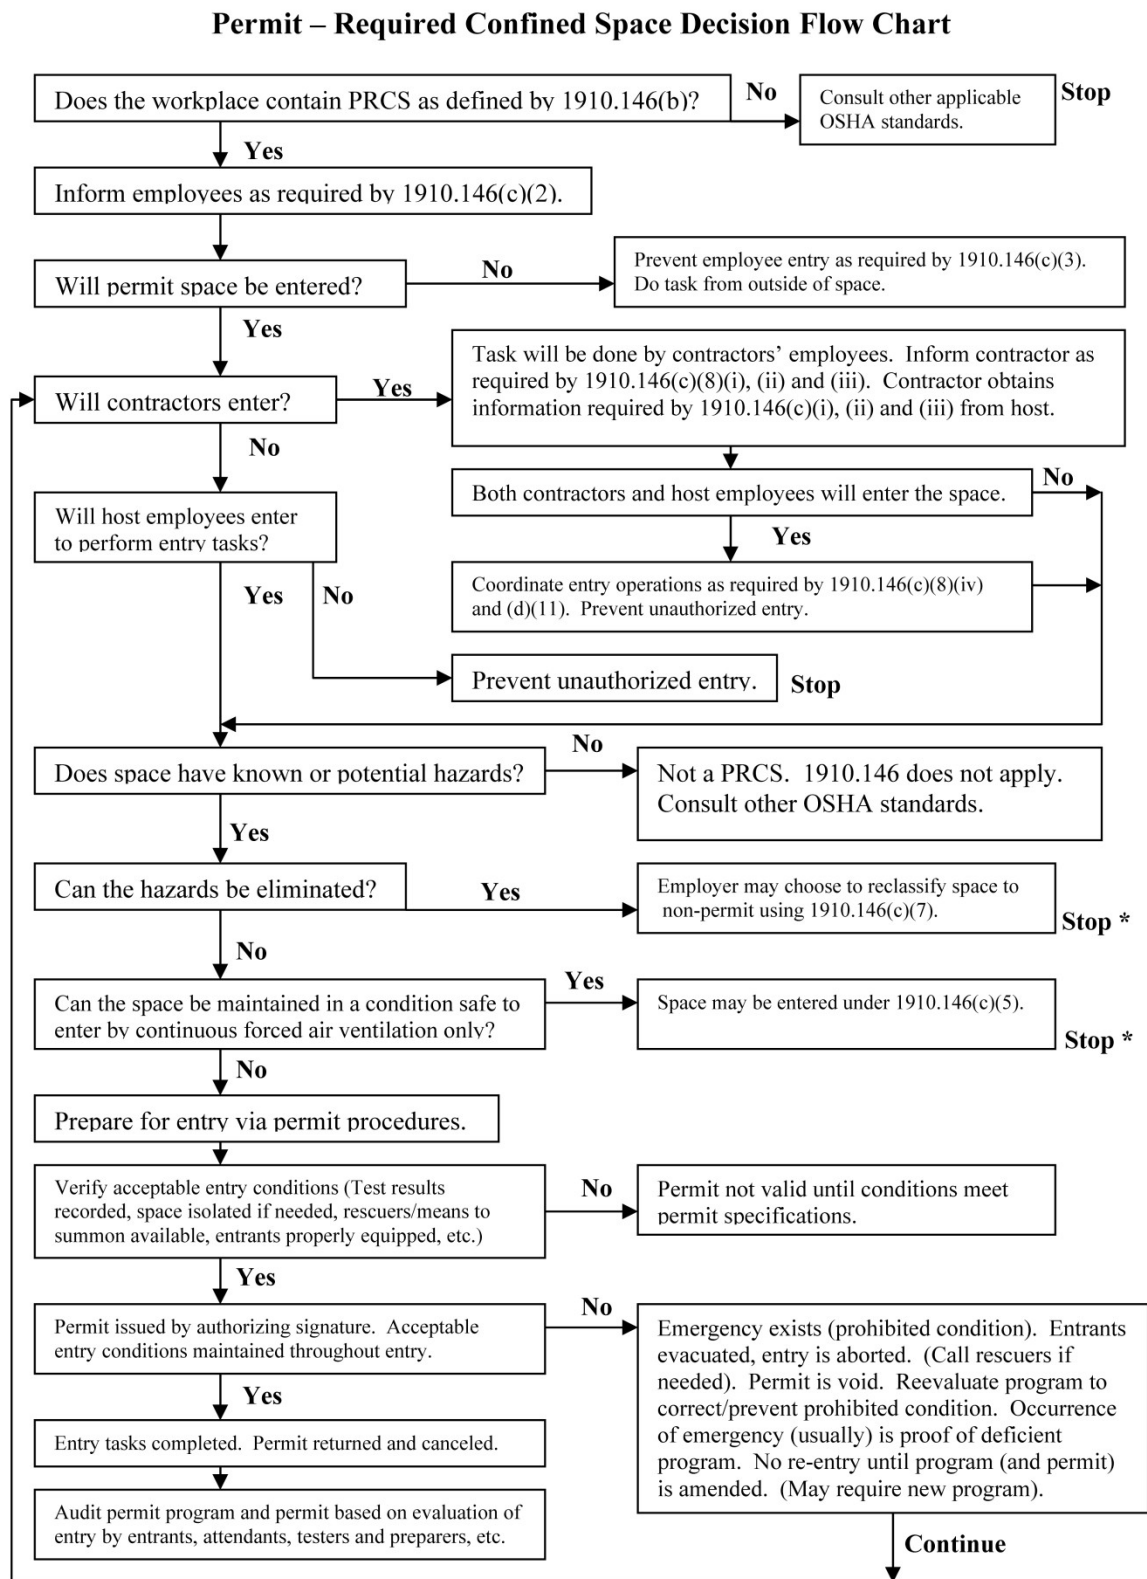 Permit – Required Confined Space Decision Flow Chart
Does the workplace contain PRCS as defined by 1910.146(b)?
No
Consult other applicable
OSHA standards.
Stop
Yes
Inform employees as required by 1910.146(c)(2).
Will permit space be entered?
No
Prevent employee entry as required by 1910.146(c)(3).
Do task from outside of space.
Yes
Will contractors enter?
Yes
Task will be done by contractors’ employees.  Inform contractor as
required by 1910.146(c)(8)(i), (ii) and (iii).  Contractor obtains
information required by 1910.146(c)(i), (ii) and (iii) from host.
No
Both contractors and host employees will enter the space.
No
Will host employees enter
to perform entry tasks?
Yes
Coordinate entry operations as required by 1910.146(c)(8)(iv)
and (d)(11).  Prevent unauthorized entry.
Yes
No
Prevent unauthorized entry.
Stop
Does space have known or potential hazards?
No
Not a PRCS.  1910.146 does not apply.
Consult other OSHA standards.
Yes
Can the hazards be eliminated?
Yes
Employer may choose to reclassify space to
non-permit using 1910.146(c)(7).
Stop *
No
Can the space be maintained in a condition safe to
enter by continuous forced air ventilation only?
Yes
Space may be entered under 1910.146(c)(5).
Stop *
No
Prepare for entry via permit procedures.
Verify acceptable entry conditions (Test results
recorded, space isolated if needed, rescuers/means to
summon available, entrants properly equipped, etc.)
No
Permit not valid until conditions meet
permit specifications.
Yes
Permit issued by authorizing signature.  Acceptable
entry conditions maintained throughout entry.
No
Emergency exists (prohibited condition).  Entrants
evacuated, entry is aborted.  (Call rescuers if
needed).  Permit is void.  Reevaluate program to
correct/prevent prohibited condition.  Occurrence
of emergency (usually) is proof of deficient
program.  No re-entry until program (and permit)
is amended.  (May require new program).
Yes
Entry tasks completed.  Permit returned and canceled.
Audit permit program and permit based on evaluation of
entry by entrants, attendants, testers and preparers, etc.
Continue